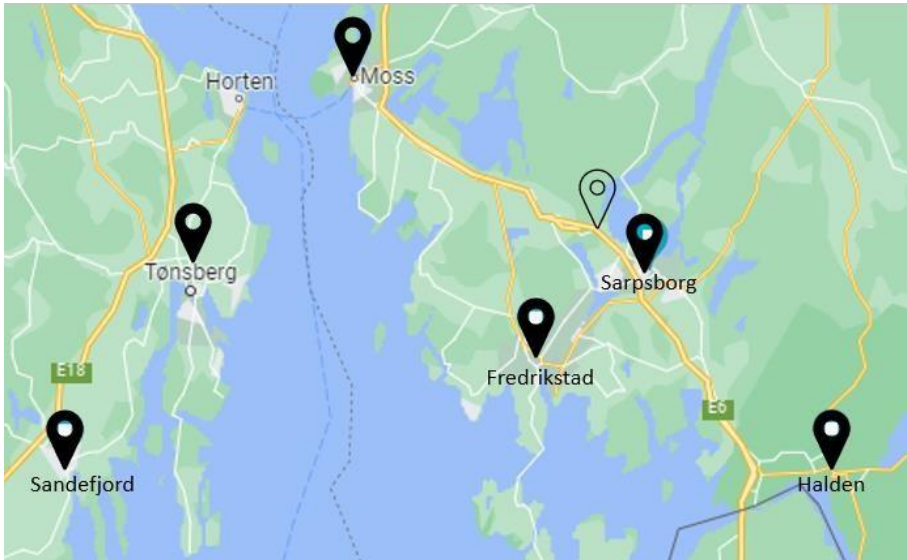 Moss
Horten
Tønsberg
Sarpsborg
E18
Fredrikstad
E6
Sandefjord
Halden